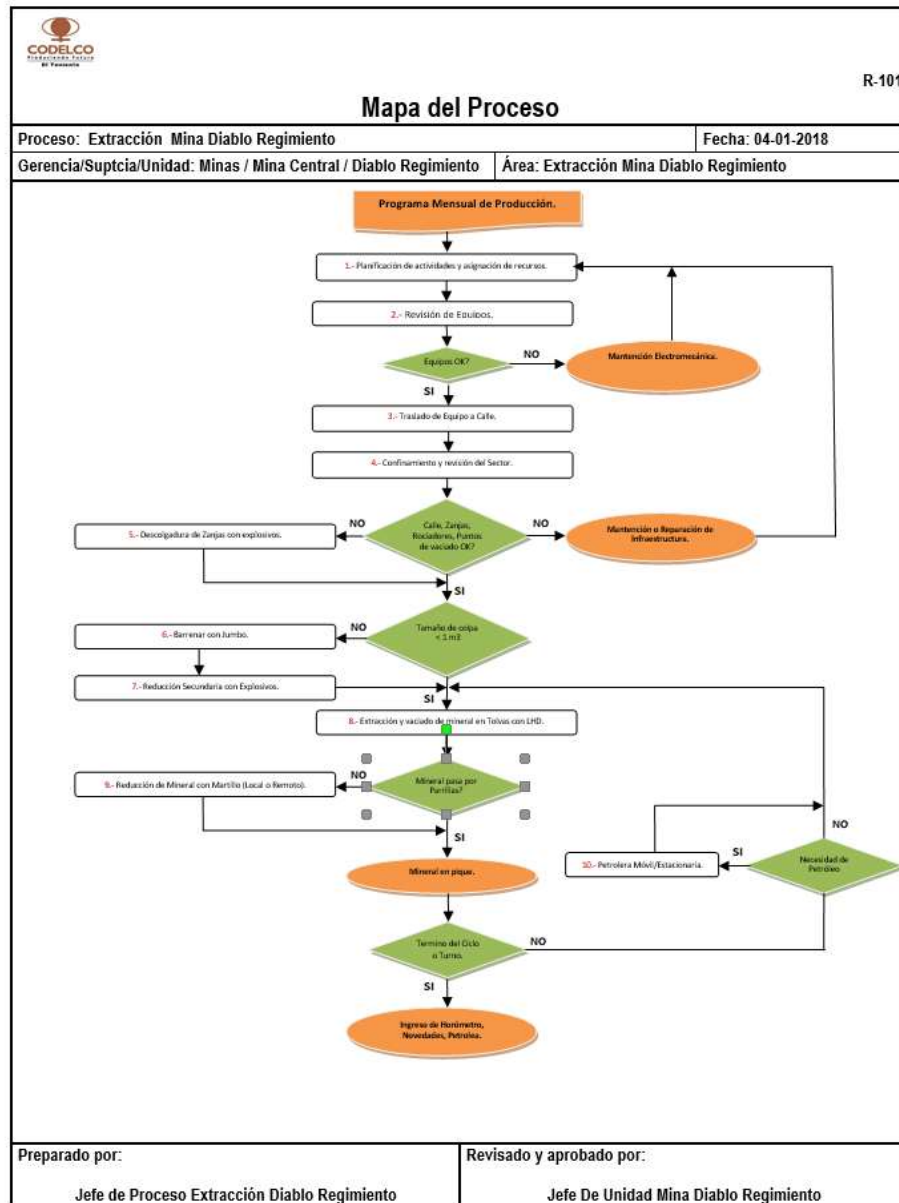 CODELCO
Produciendo Futuro
El Teniente
R-101
Mapa del Proceso
Proceso: Extracción Mina Diablo Regimiento
Fecha: 04-01-2018
Gerencia/Suptcia/Unidad: Minas / Mina Central / Diablo Regimiento
Área: Extracción Mina Diablo Regimiento
Programa Mensual de Producción.
1.- Planificación de actividades y asignación de recursos.
2.- Revisión de Equipos.
Equipos OK?
NO
Mantención Electromecánica.
SI
3.- Traslado de Equipo a Calle.
4.- Confinamiento y revisión del Sector.
5.- Descolgadura de Zanjas con explosivos.
NO
Calle, Zanjas,
Rociadores, Puntos
de vaciado OK?
NO
Mantención o Reparación de
Infraestructura.
SI
6.- Barrenar con Jumbo.
NO
Tamaño de colpa
< 1 m3
7.- Reducción Secundaria con Explosivos.
SI
8.- Extracción y vaciado de mineral en Tolvas con LHD.
9.- Reducción de Mineral con Martillo (Local o Remoto).
NO
Mineral pasa por
Parrillas?
SI
NO
10.- Petrolera Móvil/Estacionaria.
SI
Necesidad de
Petróleo
Mineral en pique.
Termino del Ciclo
o Turno.
NO
SI
Ingreso de Horómetro,
Novedades, Petrolea.
Preparado por:
Jefe de Proceso Extracción Diablo Regimiento
Revisado y aprobado por:
Jefe De Unidad Mina Diablo Regimiento